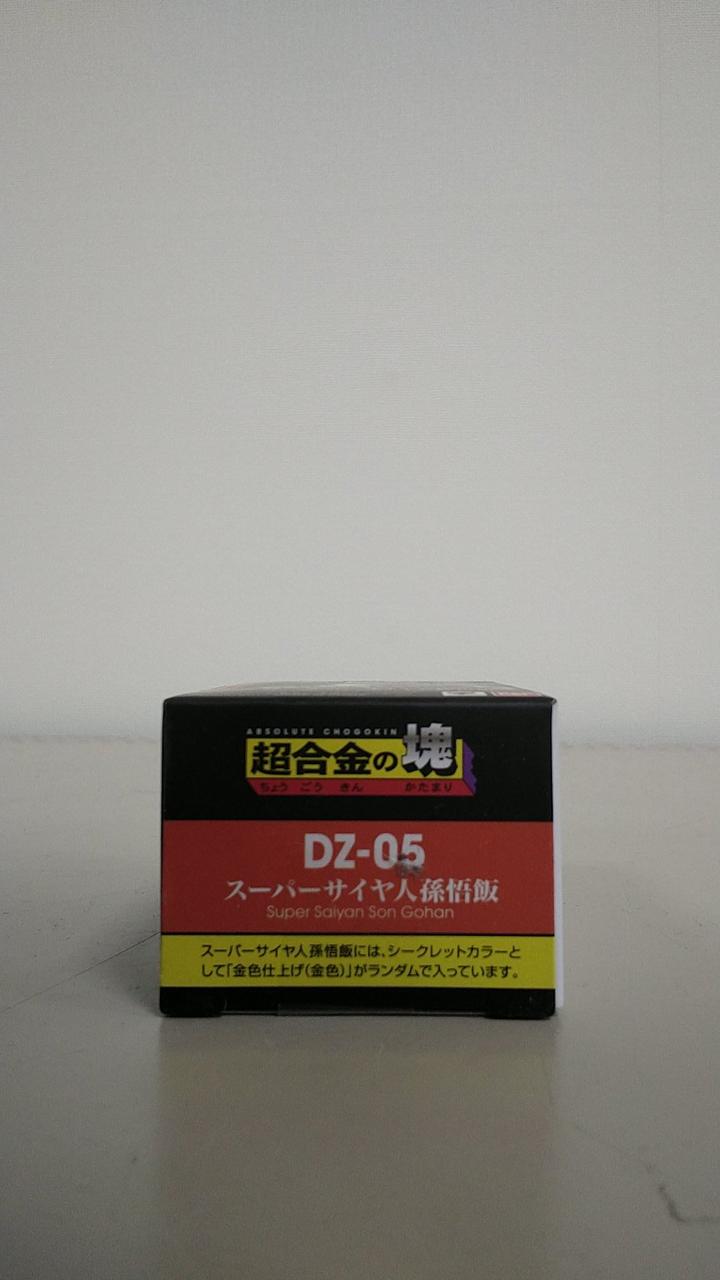 ABSOLUTE CHOGOKIN
超合金の塊
ちょう ごう きん かたまり
DZ-05
スーパーサイヤ人孫悟飯
Super Saiyan Son Gohan
スーパーサイヤ人孫悟飯には、シークレットカラーと
して「金色仕上げ(金色)」がランダムで入っています。